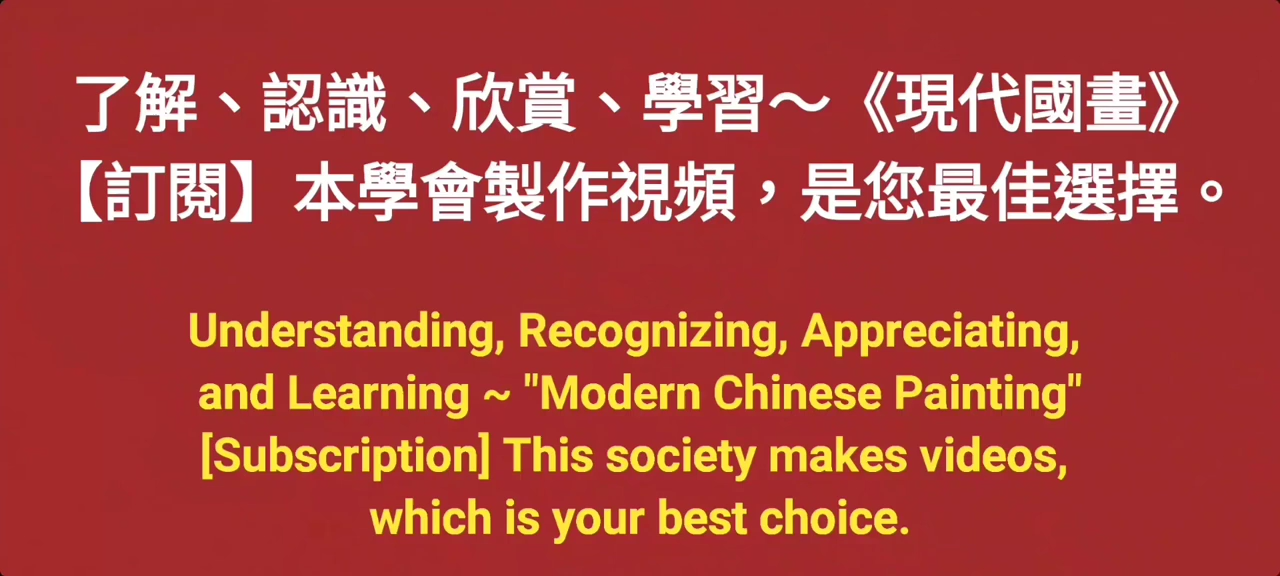 了解、認識、欣賞、學習～《現代國畫》
【訂閱】本學會製作視頻，是您最佳選擇。
Understanding, Recognizing, Appreciating,
and Learning ~ "Modern Chinese Painting"
[Subscription] This society makes videos,
which is your best choice.